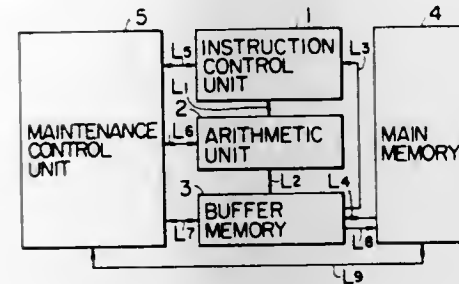 5
1
4
INSTRUCTION
CONTROL
UNIT
L5
L3
L1
2
MAINTENANCE
CONTROL
UNIT
L6
ARITHMETIC
UNIT
MAIN
MEMORY
L2
3
L4
BUFFER
MEMORY
L7
L8
L9